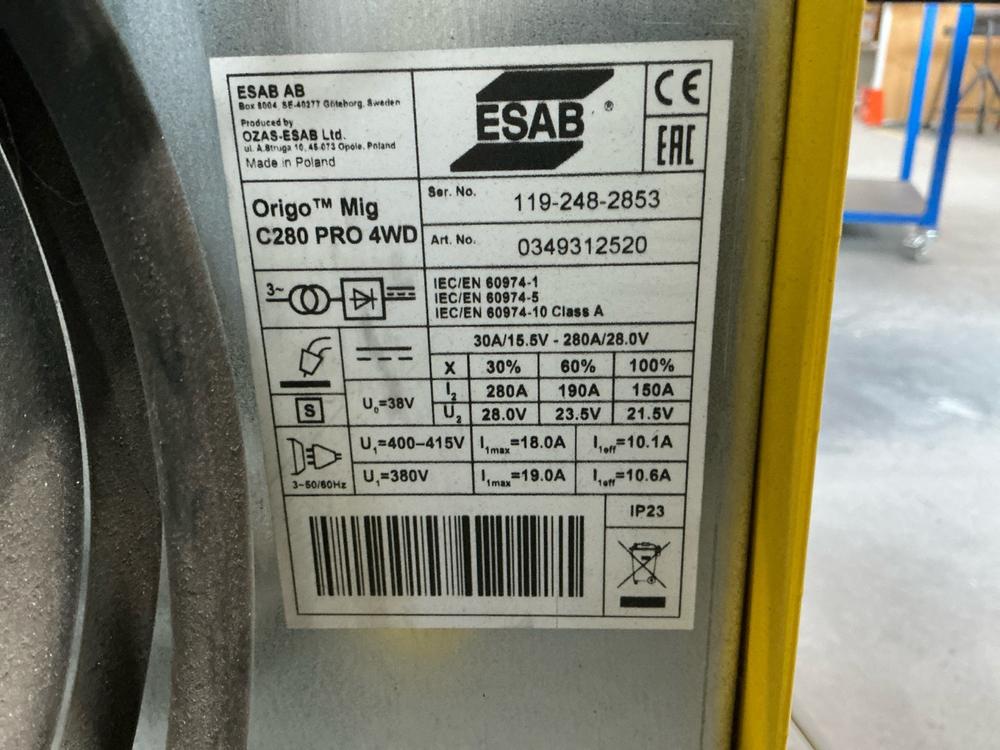 ESAB AB
Box 8004, SE-40277 Göteborg, Sweden
Produced by
OZAS-ESAB Ltd.
ul. A.Struga 10, 45-073 Opole, Poland
Made in Poland
ESAB ®
CE
EAC
Origo™ Mig
C280 PRO 4WD
Ser. No. 119-248-2853
Art. No. 0349312520
3~
IEC/EN 60974-1
IEC/EN 60974-5
IEC/EN 60974-10 Class A
30A/15.5V - 280A/28.0V
X 30% 60% 100%
I₂ 280A 190A 150A
S
U₀=38V
U₂ 28.0V 23.5V 21.5V
U₁=400–415V I₁max=18.0A I₁eff=10.1A
3~50/60Hz
U₁=380V I₁max=19.0A I₁eff=10.6A
IP23